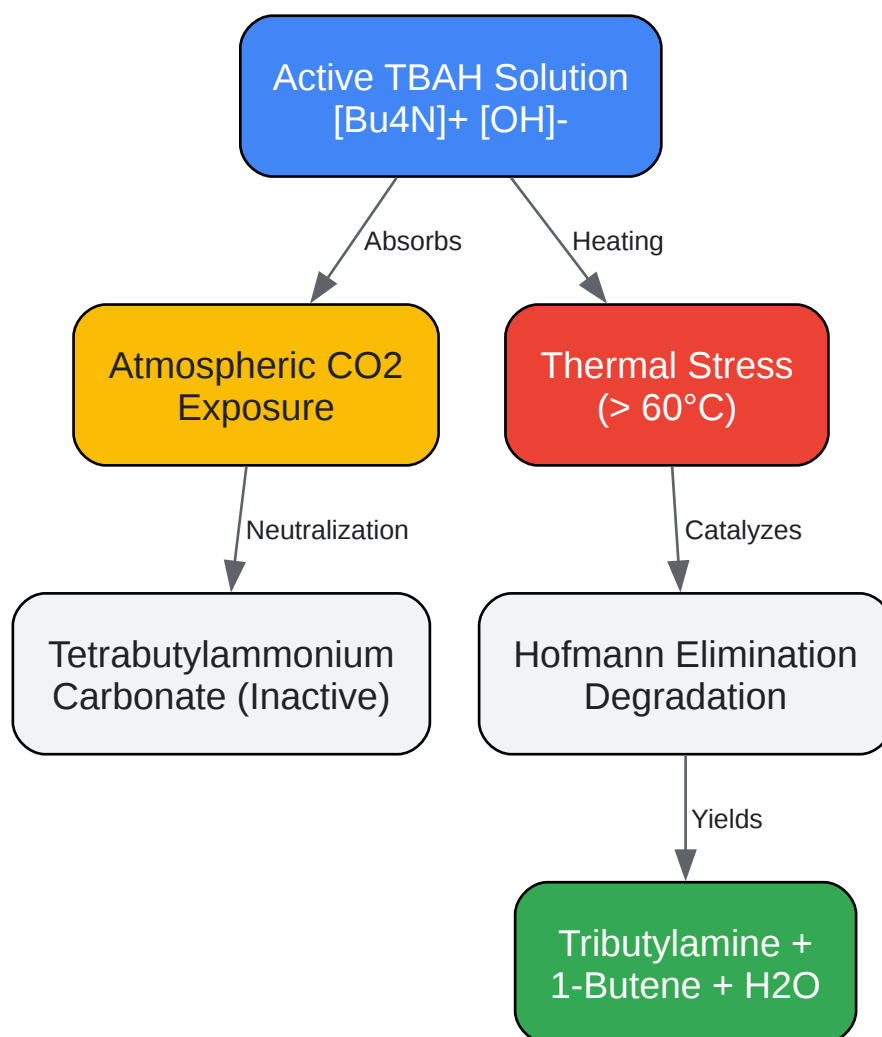 Active TBAH Solution
[Bu4N]+ [OH]-
Absorbs
Heating
Atmospheric CO2
Exposure
Thermal Stress
(> 60°C)
Neutralization
Catalyzes
Tetrabutylammonium
Carbonate (Inactive)
Hofmann Elimination
Degradation
Yields
Tributylamine +
1-Butene + H2O